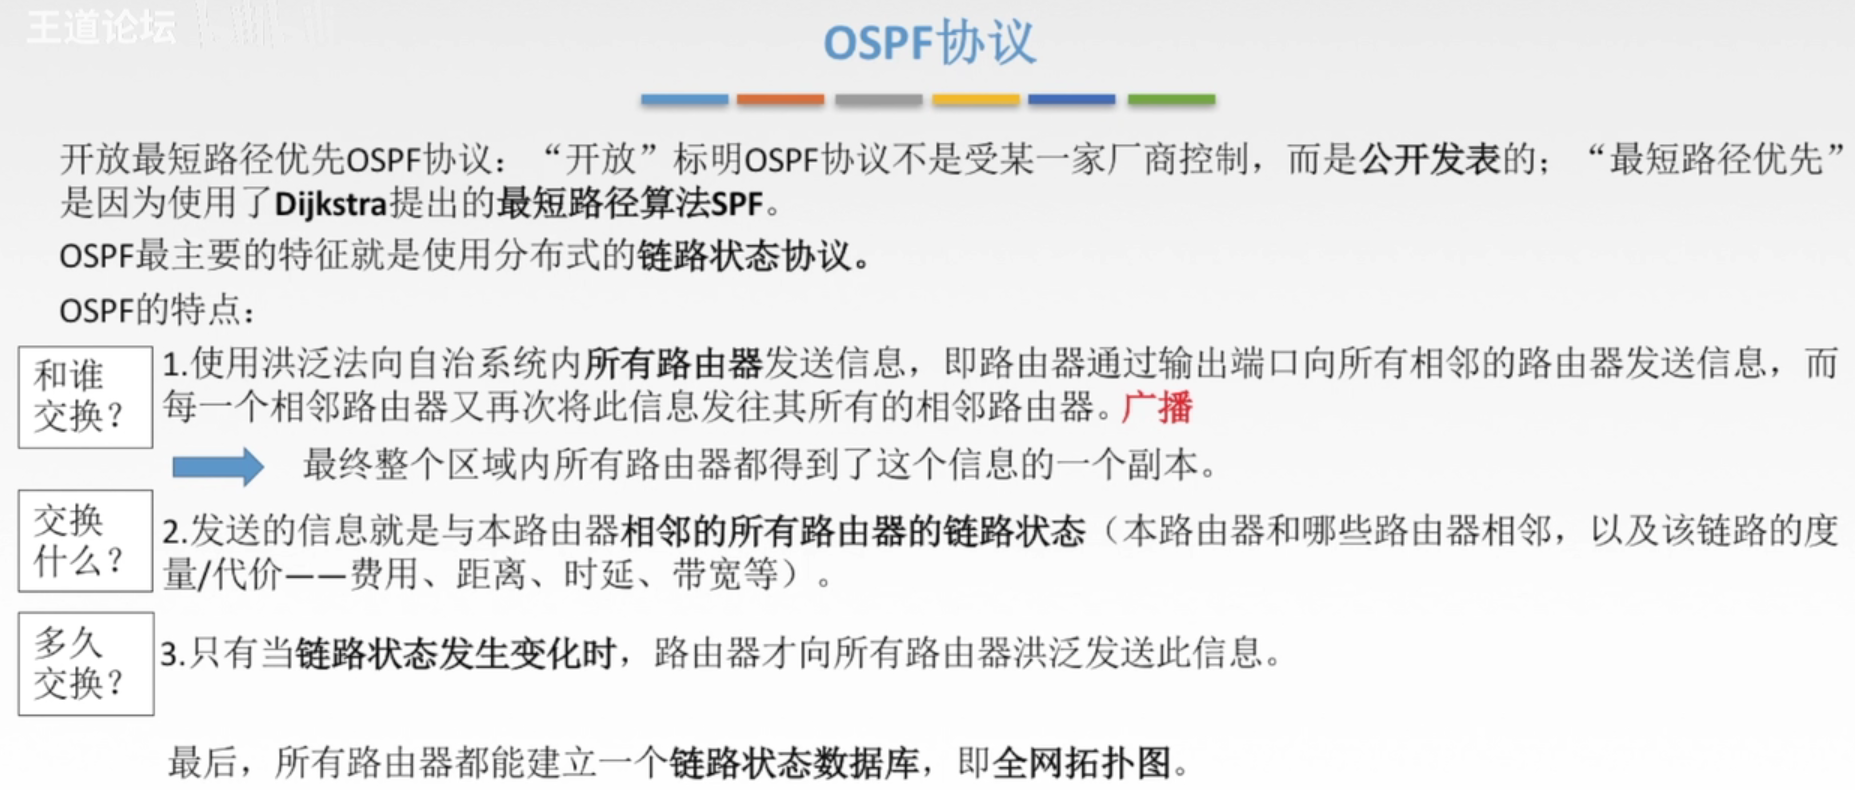 王道论坛
OSPF协议
开放最短路径优先OSPF协议：“开放”标明OSPF协议不是受某一家厂商控制，而是公开发表的；“最短路径优先”
是因为使用了Dijkstra提出的最短路径算法SPF。
OSPF最主要的特征就是使用分布式的链路状态协议。
OSPF的特点：
和谁
交换？
1.使用洪泛法向自治系统内所有路由器发送信息，即路由器通过输出端口向所有相邻的路由器发送信息，而
每一个相邻路由器又再次将此信息发往其所有的相邻路由器。广播
最终整个区域内所有路由器都得到了这个信息的一个副本。
交换
什么？
2.发送的信息就是与本路由器相邻的所有路由器的链路状态（本路由器和哪些路由器相邻，以及该链路的度
量/代价——费用、距离、时延、带宽等）。
多久
交换？
3.只有当链路状态发生变化时，路由器才向所有路由器洪泛发送此信息。
最后，所有路由器都能建立一个链路状态数据库，即全网拓扑图。